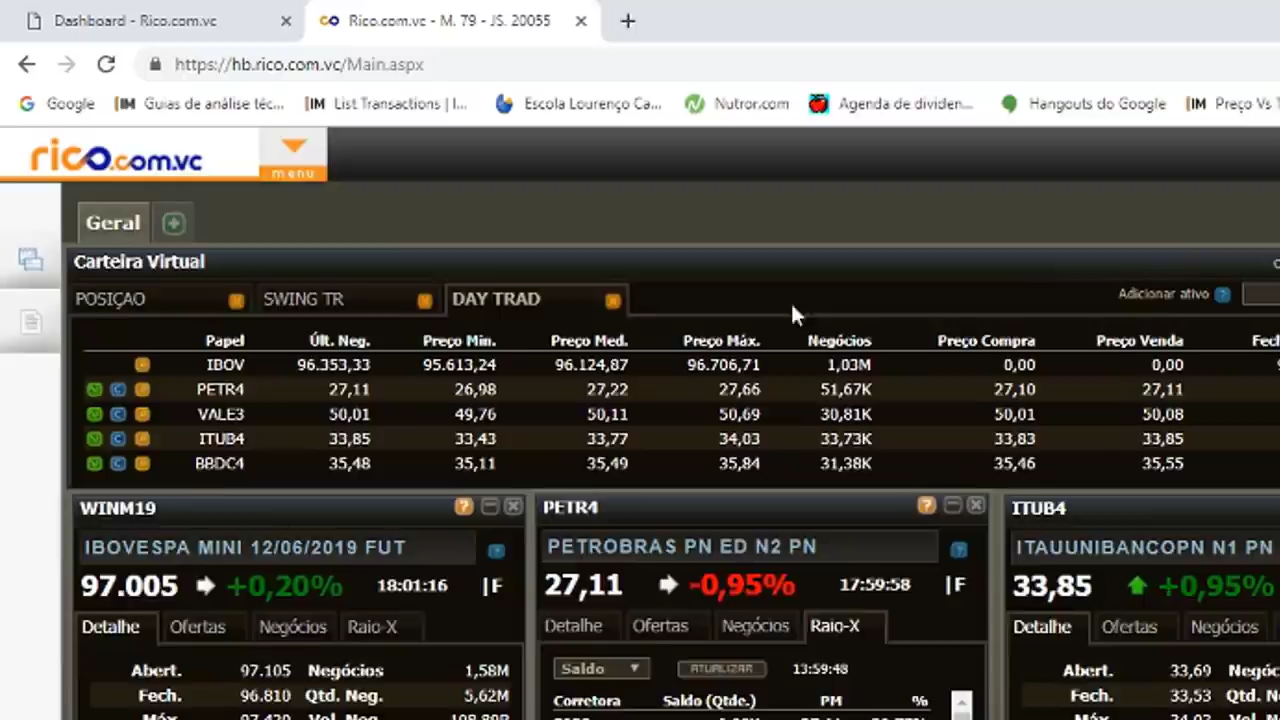 Dashboard - Rico.com.vc
Rico.com.vc - M. 79 - JS. 20055
https://hb.rico.com.vc/Main.aspx
Google Guias de análise téc... List Transactions | I... Escola Lourenço Ca... Nutror.com Agenda de dividen... Hangouts do Google Preço Vs
rico.com.vc
menu
Geral
Carteira Virtual
POSIÇAO SWING TR DAY TRAD Adicionar ativo
Papel Últ. Neg. Preço Min. Preço Med. Preço Máx. Negócios Preço Compra Preço Venda Fech
IBOV 96.353,33 95.613,24 96.124,87 96.706,71 1,03M 0,00 0,00
PETR4 27,11 26,98 27,22 27,66 51,67K 27,10 27,11
VALE3 50,01 49,76 50,11 50,69 30,81K 50,01 50,08
ITUB4 33,85 33,43 33,77 34,03 33,73K 33,83 33,85
BBDC4 35,48 35,11 35,49 35,84 31,38K 35,46 35,55
WINM19 PETR4 ITUB4
IBOVESPA MINI 12/06/2019 FUT PETROBRAS PN ED N2 PN ITAUUNIBANCOPN N1 PN
97.005 +0,20% 18:01:16 |F 27,11 -0,95% 17:59:58 |F 33,85 +0,95%
Detalhe Ofertas Negócios Raio-X Detalhe Ofertas Negócios Raio-X Detalhe Ofertas Negócios
Abert. 97.105 Negócios 1,58M Saldo ATUALIZAR 13:59:48 Abert. 33,69
Fech. 96.810 Qtd. Neg. 5,62M Corretora Saldo (Qtde.) PM % Fech. 33,53 Qtd. N